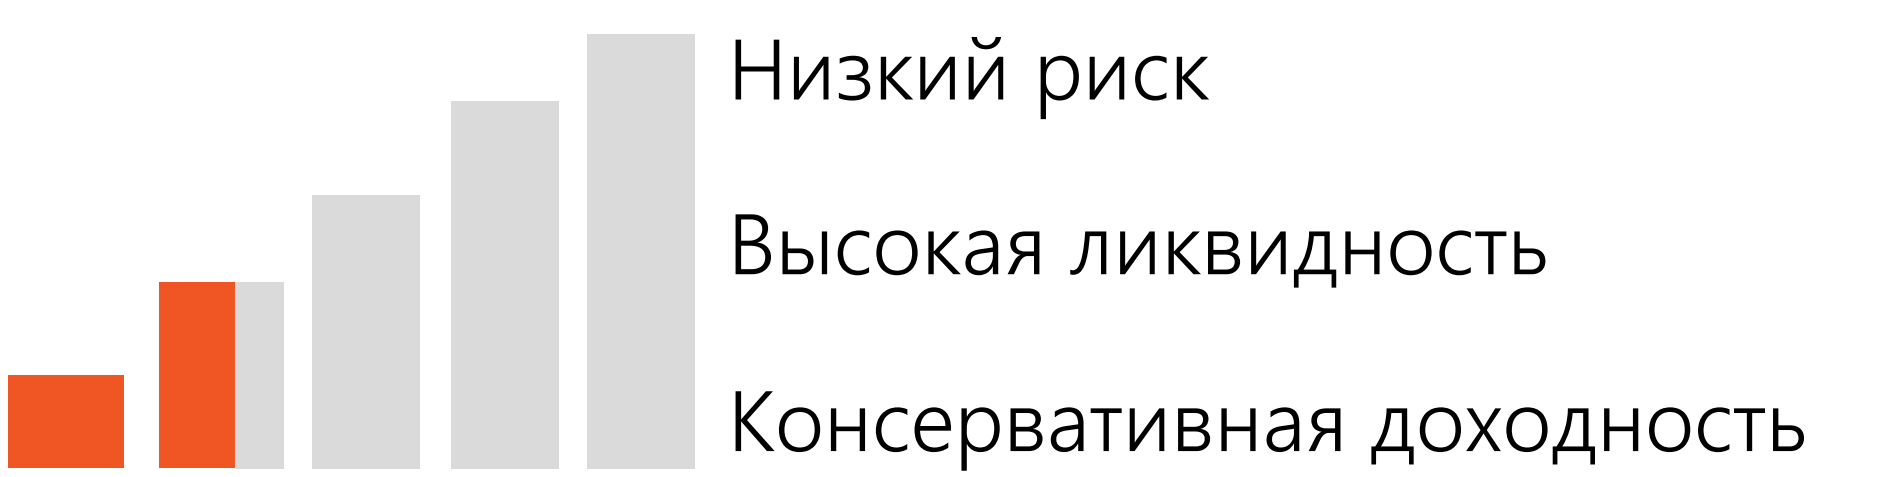 Низкий риск
Высокая ликвидность
Консервативная доходность